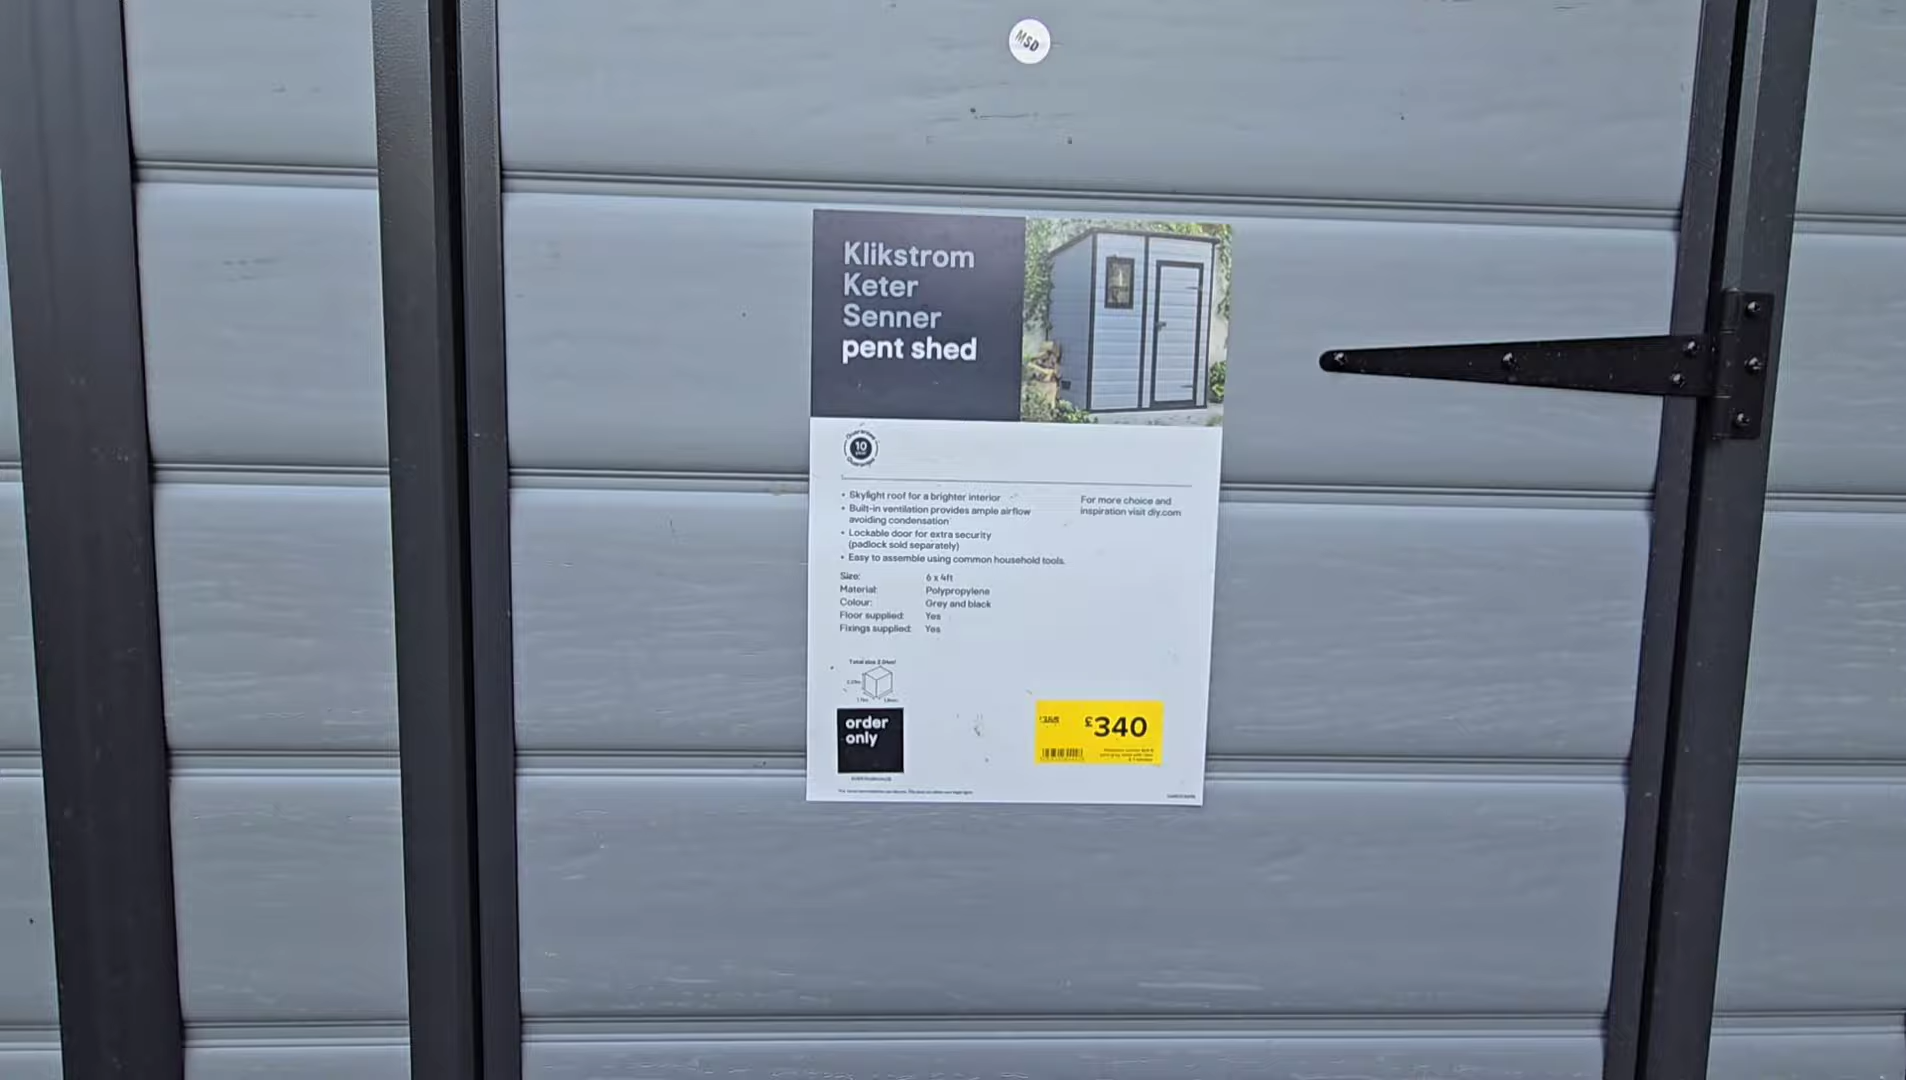 MSD
Klikstrom
Keter
Senner
pent shed
10
• Skylight roof for a brighter interior
• Built-in ventilation provides ample airflow
avoiding condensation
• Lockable door for extra security
(padlock sold separately)
• Easy to assemble using common household tools.
For more choice and
inspiration visit diy.com
Size: 6 x 4ft
Material: Polypropylene
Colour: Grey and black
Floor supplied: Yes
Fixings supplied: Yes
order
only
£340